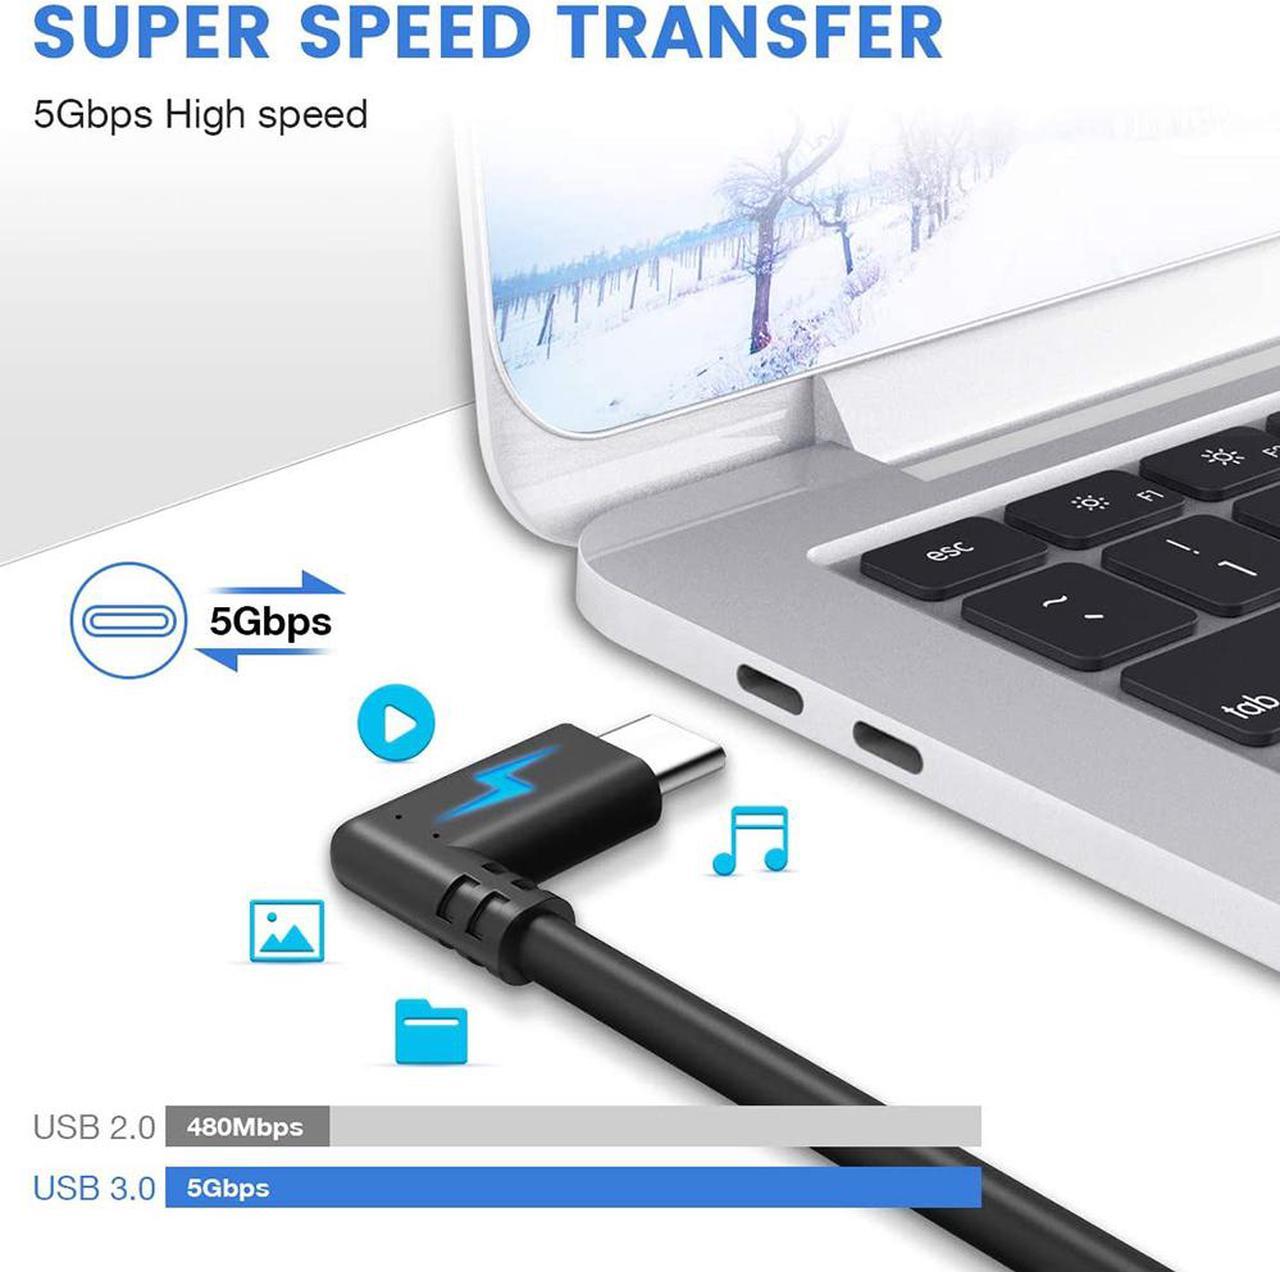 SUPER SPEED TRANSFER
5Gbps High speed
5Gbps
esc
F1
F2
~
!
1
tab
USB 2.0 480Mbps
USB 3.0 5Gbps